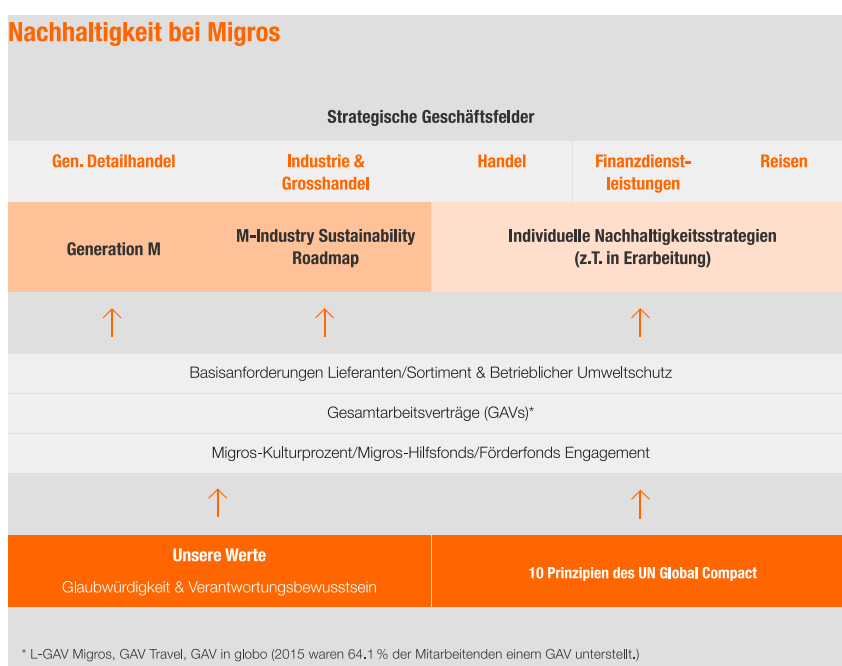 Nachhaltigkeit bei Migros
Strategische Geschäftsfelder
Gen. Detailhandel
Industrie &
Grosshandel
Handel
Finanzdienst-
leistungen
Reisen
Generation M
M-Industry Sustainability
Roadmap
Individuelle Nachhaltigkeitsstrategien
(z.T. in Erarbeitung)
Basisanforderungen Lieferanten/Sortiment & Betrieblicher Umweltschutz
Gesamtarbeitsverträge (GAVs)*
Migros-Kulturprozent/Migros-Hilfsfonds/Förderfonds Engagement
Unsere Werte
Glaubwürdigkeit & Verantwortungsbewusstsein
10 Prinzipien des UN Global Compact
* L-GAV Migros, GAV Travel, GAV in globo (2015 waren 64.1 % der Mitarbeitenden einem GAV unterstellt.)